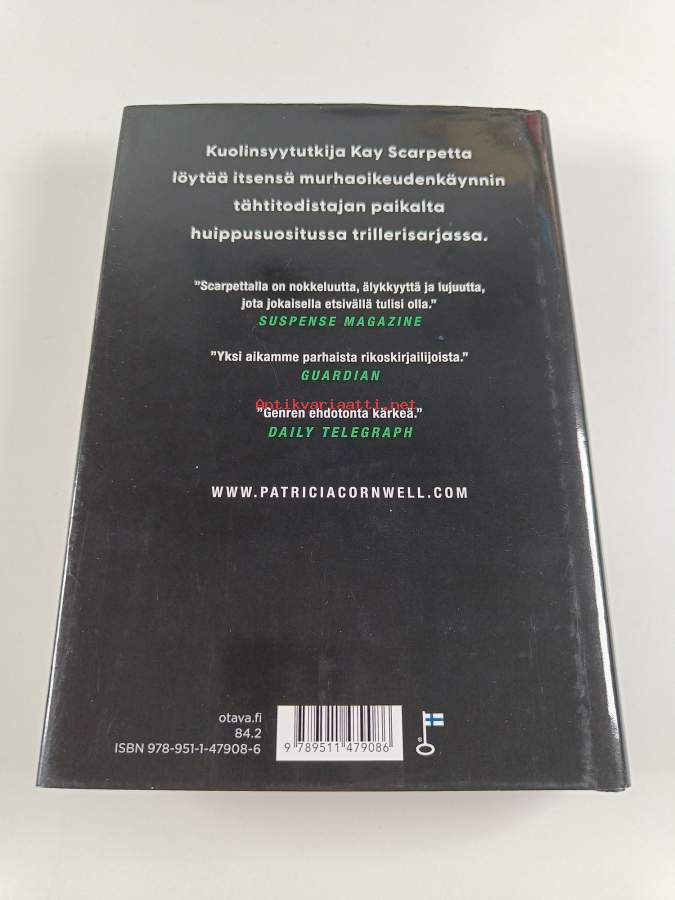 Kuolinsyytutkija Kay Scarpetta
löytää itsensä murhaoikeudenkäynnin
tähtitodistajan paikalta
huippusuositussa trillerisarjassa.
”Scarpettalla on nokkeluutta, älykkyyttä ja lujuutta,
jota jokaisella etsivällä tulisi olla.”
SUSPENSE MAGAZINE
”Yksi aikamme parhaista rikoskirjailijoista.”
GUARDIAN
Antikvariaatti.net
”Genren ehdotonta kärkeä.”
DAILY TELEGRAPH
WWW.PATRICIACORNWELL.COM
otava.fi
84.2
ISBN 978-951-1-47908-6
9 789511 479086